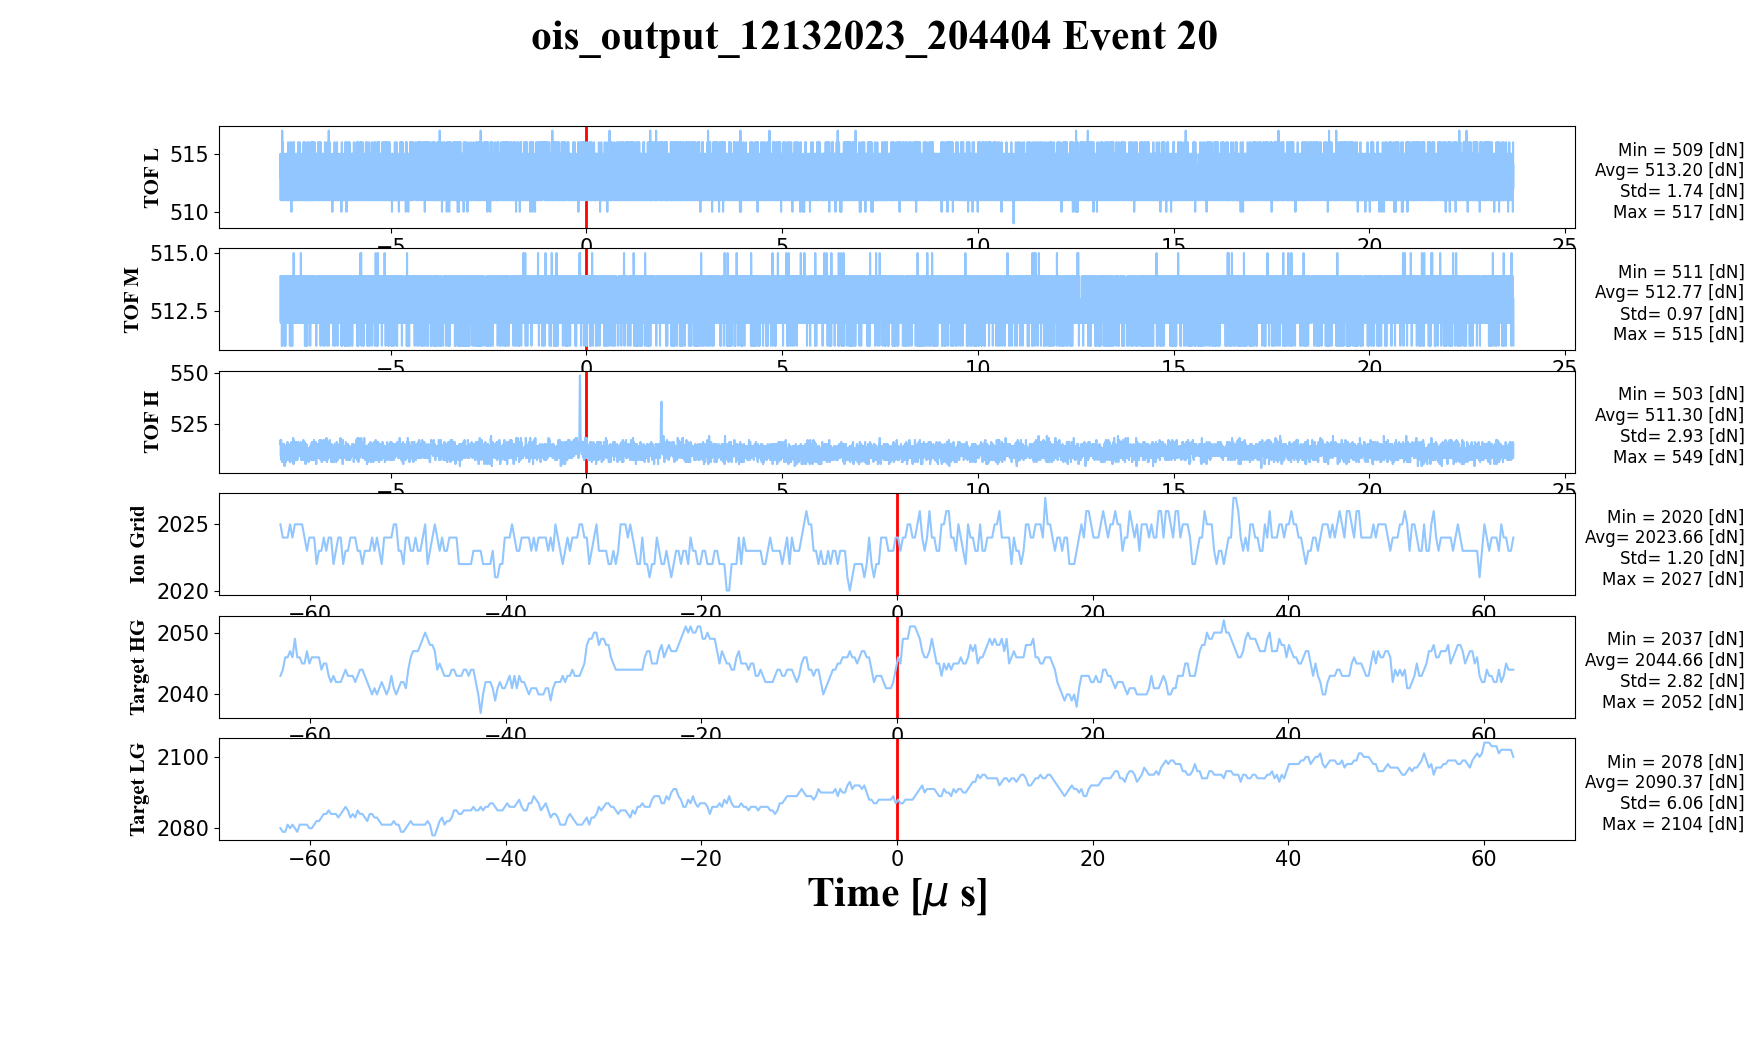 ois_output_12132023_204404 Event 20
TOF L
515
510
−5
0
5
10
15
20
25
Min = 509 [dN]
Avg= 513.20 [dN]
Std= 1.74 [dN]
Max = 517 [dN]
TOF M
515.0
512.5
−5
0
5
10
15
20
25
Min = 511 [dN]
Avg= 512.77 [dN]
Std= 0.97 [dN]
Max = 515 [dN]
TOF H
550
525
−5
0
5
10
15
20
25
Min = 503 [dN]
Avg= 511.30 [dN]
Std= 2.93 [dN]
Max = 549 [dN]
Ion Grid
2025
2020
−60
−40
−20
0
20
40
60
Min = 2020 [dN]
Avg= 2023.66 [dN]
Std= 1.20 [dN]
Max = 2027 [dN]
Target HG
2050
2040
−60
−40
−20
0
20
40
60
Min = 2037 [dN]
Avg= 2044.66 [dN]
Std= 2.82 [dN]
Max = 2052 [dN]
Target LG
2100
2080
−60
−40
−20
0
20
40
60
Min = 2078 [dN]
Avg= 2090.37 [dN]
Std= 6.06 [dN]
Max = 2104 [dN]
Time [μ s]